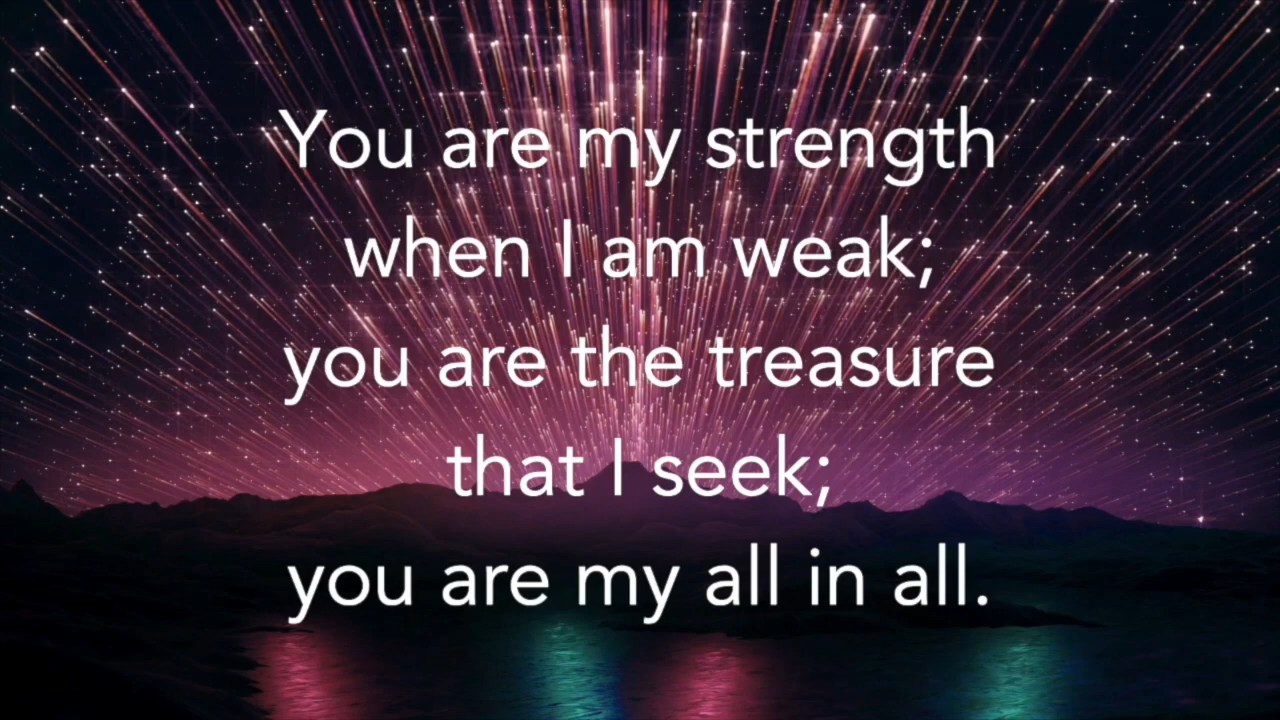 You are my strength
when I am weak;
you are the treasure
that I seek;
you are my all in all.